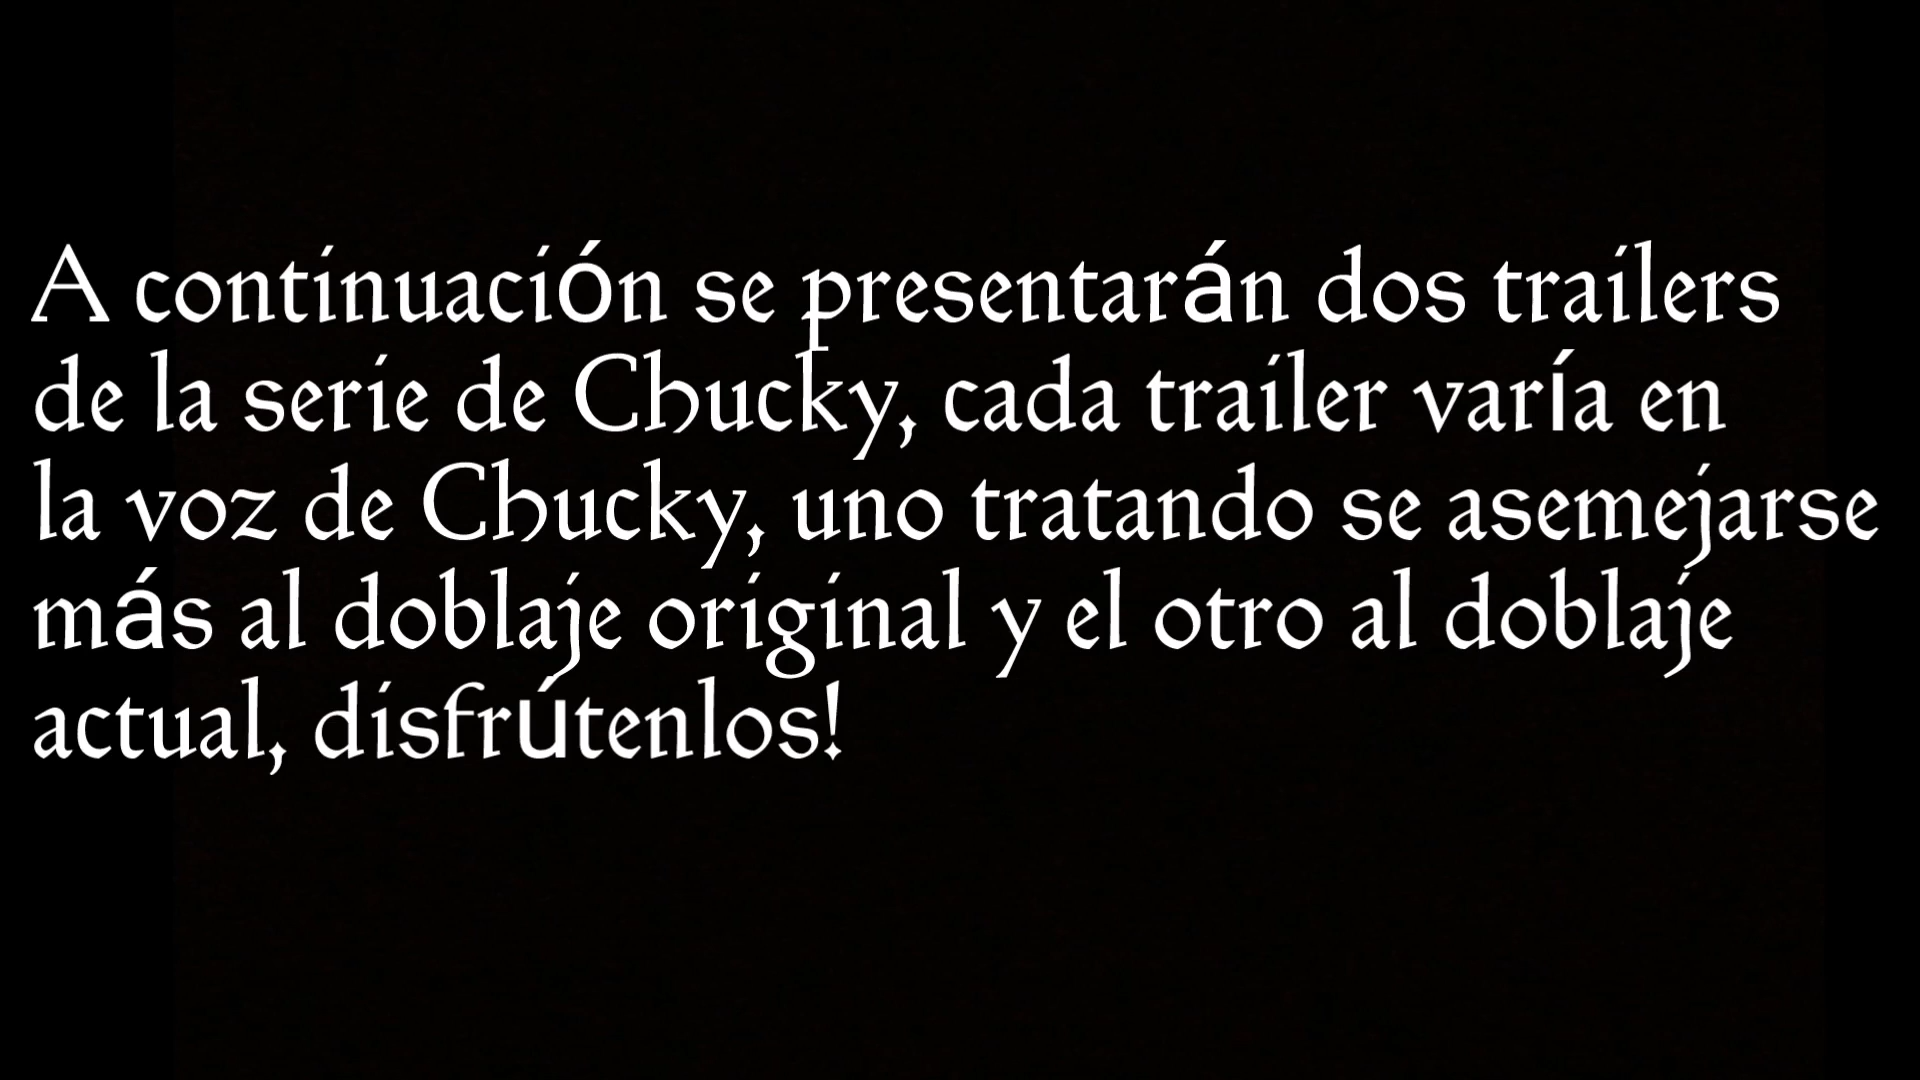 A continuación se presentarán dos trailers
de la serie de Chucky, cada trailer varía en
la voz de Chucky, uno tratando se asemejarse
más al doblaje original y el otro al doblaje
actual, disfrútenlos!